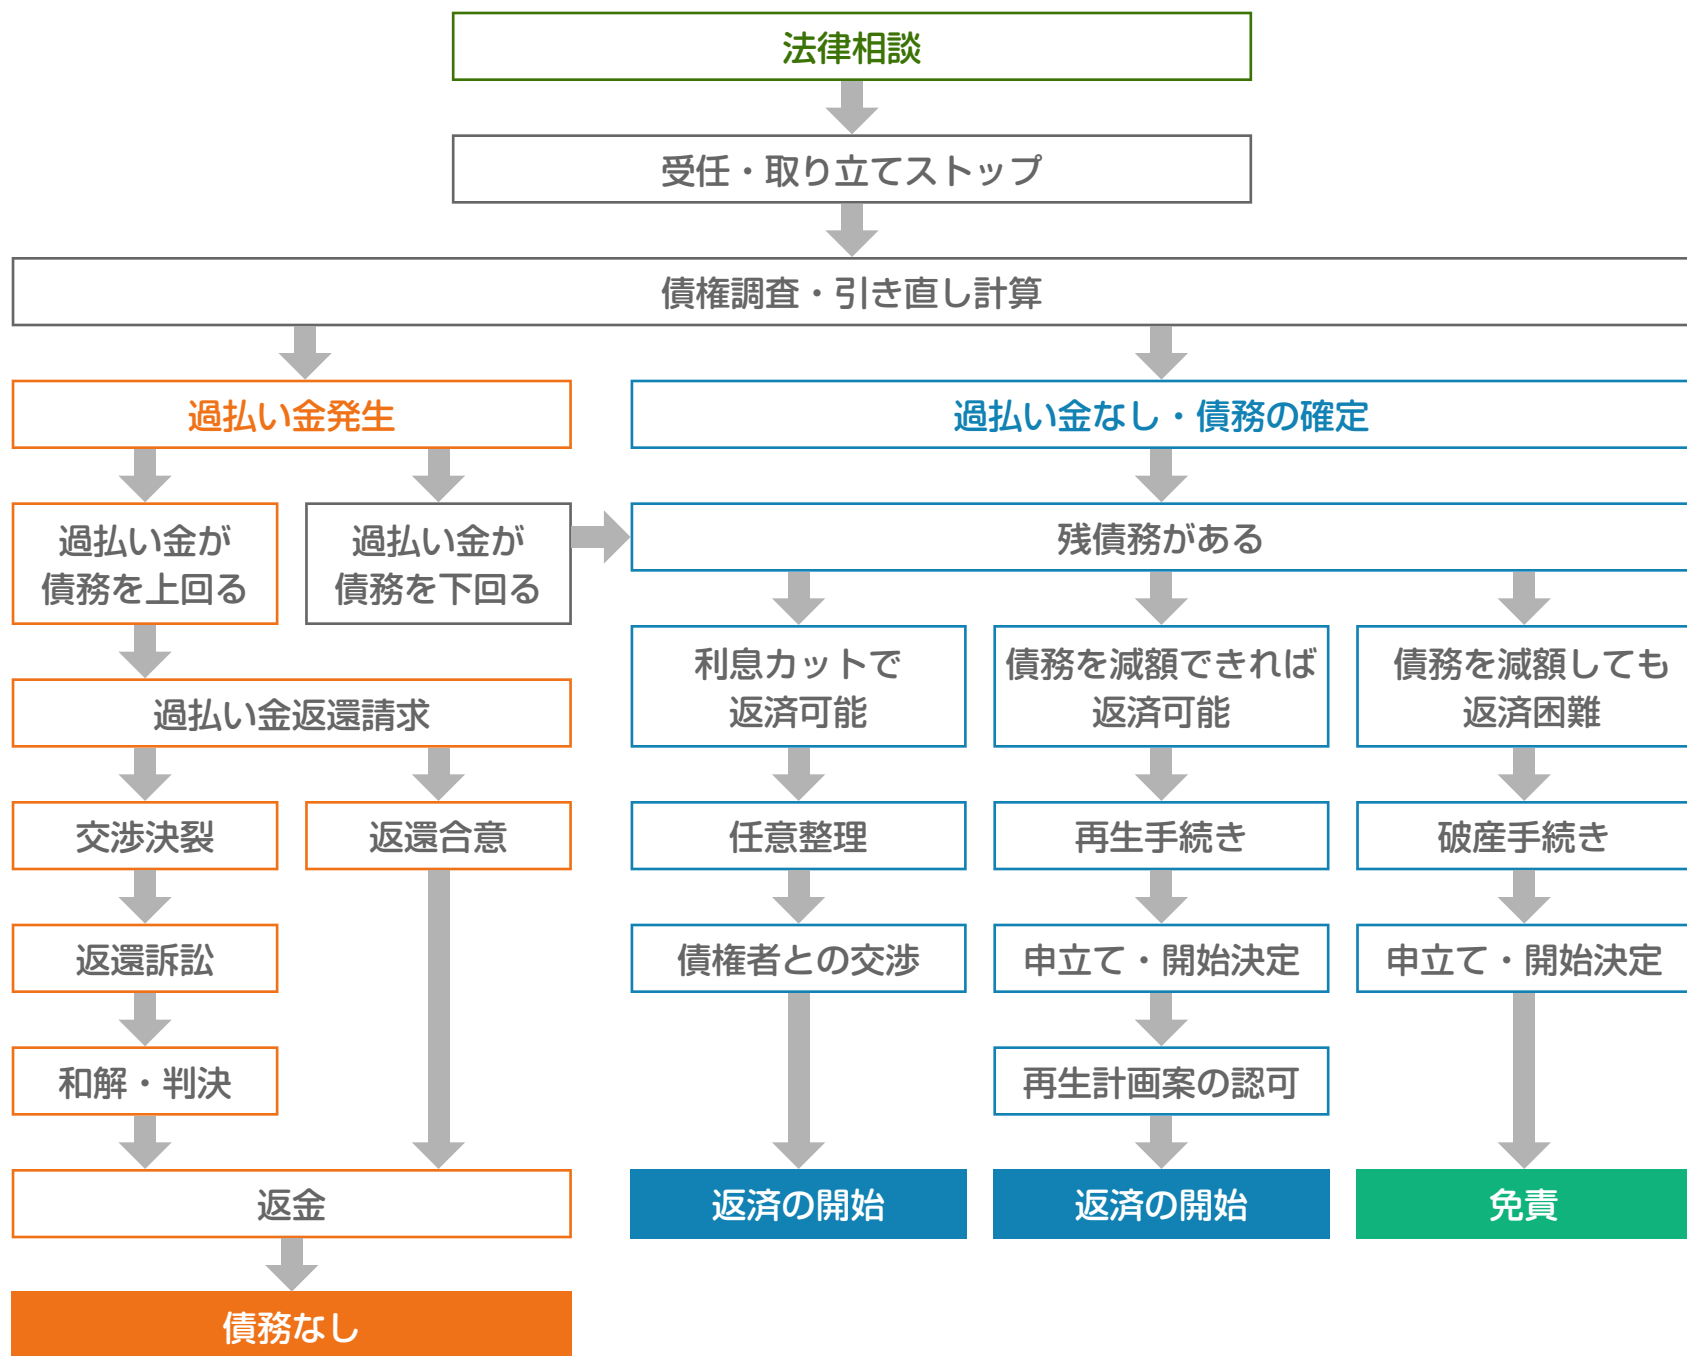 法律相談
受任・取り立てストップ
債権調査・引き直し計算
過払い金発生
過払い金なし・債務の確定
過払い金が
債務を上回る
過払い金が
債務を下回る
残債務がある
利息カットで
返済可能
債務を減額できれば
返済可能
債務を減額しても
返済困難
過払い金返還請求
交渉決裂
返還合意
任意整理
再生手続き
破産手続き
返還訴訟
債権者との交渉
申立て・開始決定
申立て・開始決定
和解・判決
再生計画案の認可
返金
返済の開始
返済の開始
免責
債務なし